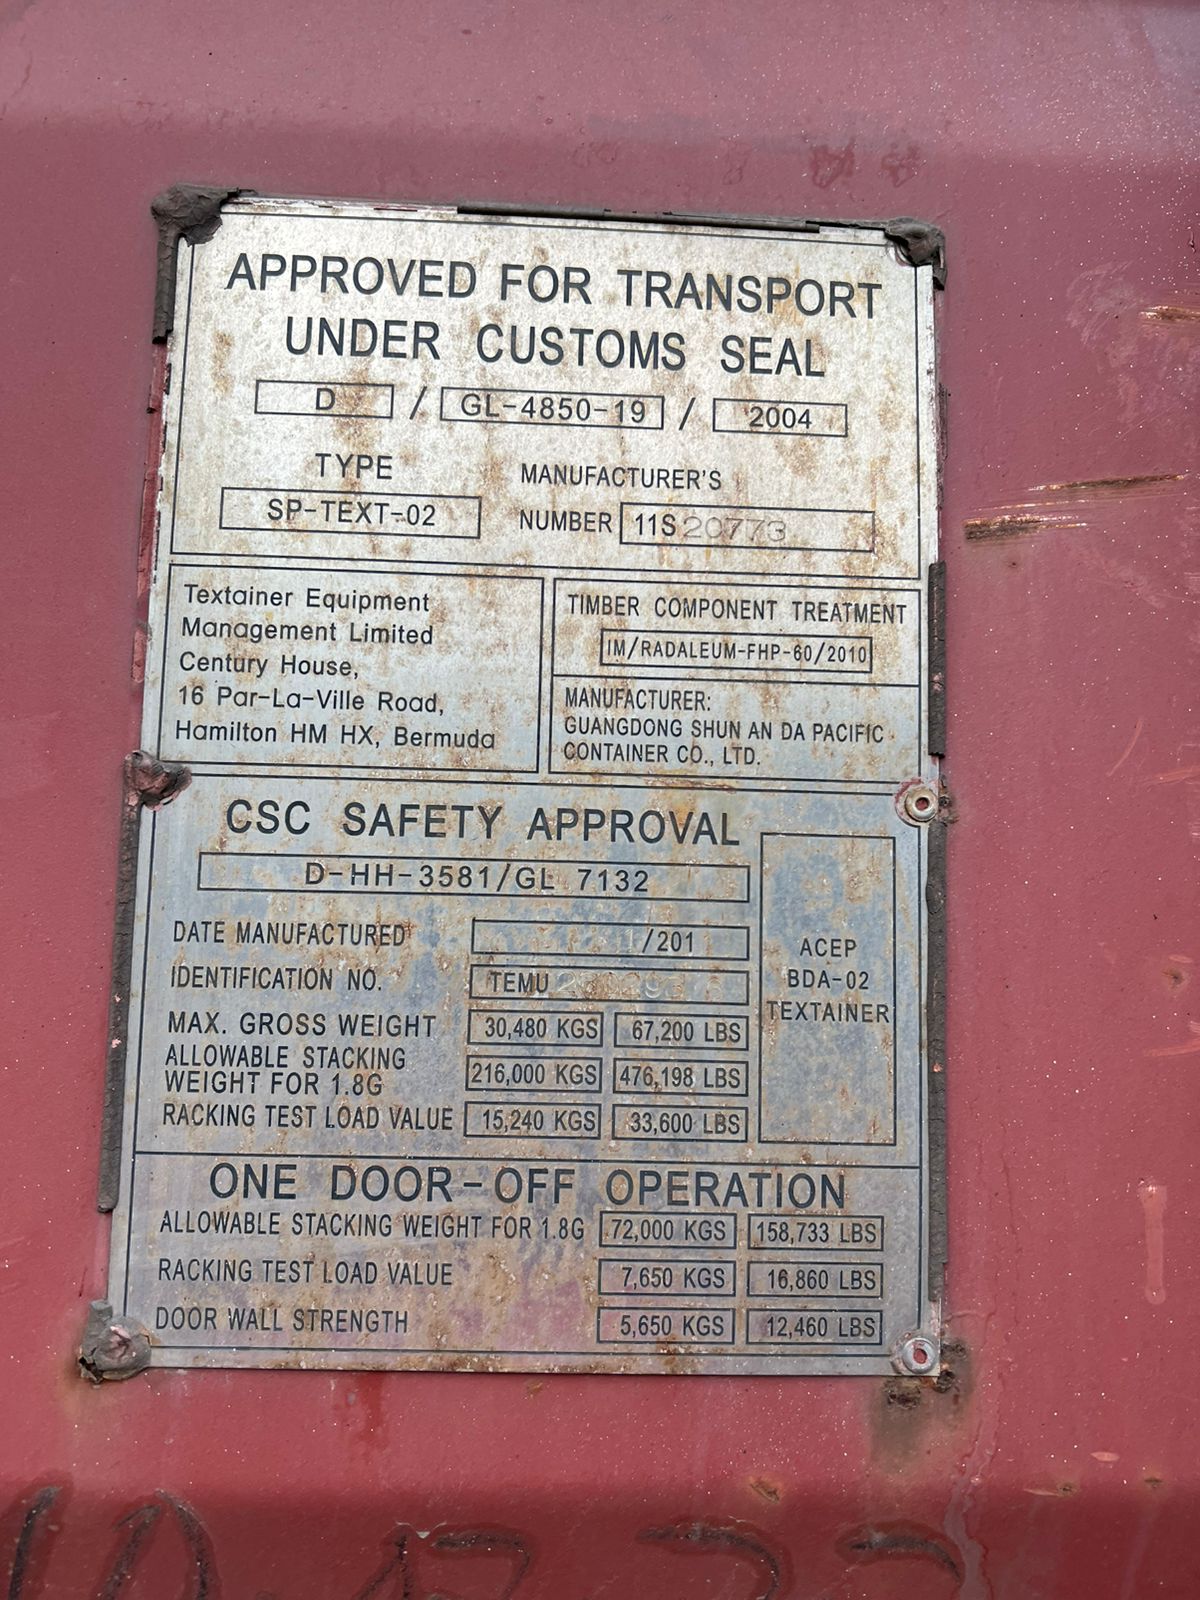 APPROVED FOR TRANSPORT
UNDER CUSTOMS SEAL
D / GL-4850-19 / 2004
TYPE
SP-TEXT-02
MANUFACTURER'S
NUMBER 11S20773
Textainer Equipment
Management Limited
Century House,
16 Par-La-Ville Road,
Hamilton HM HX, Bermuda
TIMBER COMPONENT TREATMENT
IM/RADALEUM-FHP-60/2010
MANUFACTURER:
GUANGDONG SHUN AN DA PACIFIC
CONTAINER CO., LTD.
CSC SAFETY APPROVAL
D-HH-3581/GL 7132
DATE MANUFACTURED /201
IDENTIFICATION NO. TEMU
MAX. GROSS WEIGHT 30,480 KGS 67,200 LBS
ALLOWABLE STACKING
WEIGHT FOR 1.8G 216,000 KGS 476,198 LBS
RACKING TEST LOAD VALUE 15,240 KGS 33,600 LBS
ACEP
BDA-02
TEXTAINER
ONE DOOR-OFF OPERATION
ALLOWABLE STACKING WEIGHT FOR 1.8G 72,000 KGS 158,733 LBS
RACKING TEST LOAD VALUE 7,650 KGS 16,860 LBS
DOOR WALL STRENGTH 5,650 KGS 12,460 LBS